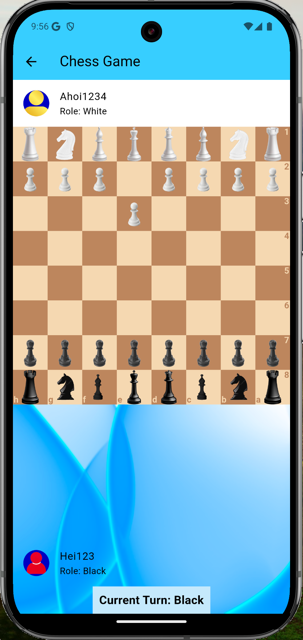 9:56 G
Chess Game
Ahoi1234
Role: White
1
2
3
4
5
6
7
8
h g f e d c b a
Hei123
Role: Black
Current Turn: Black